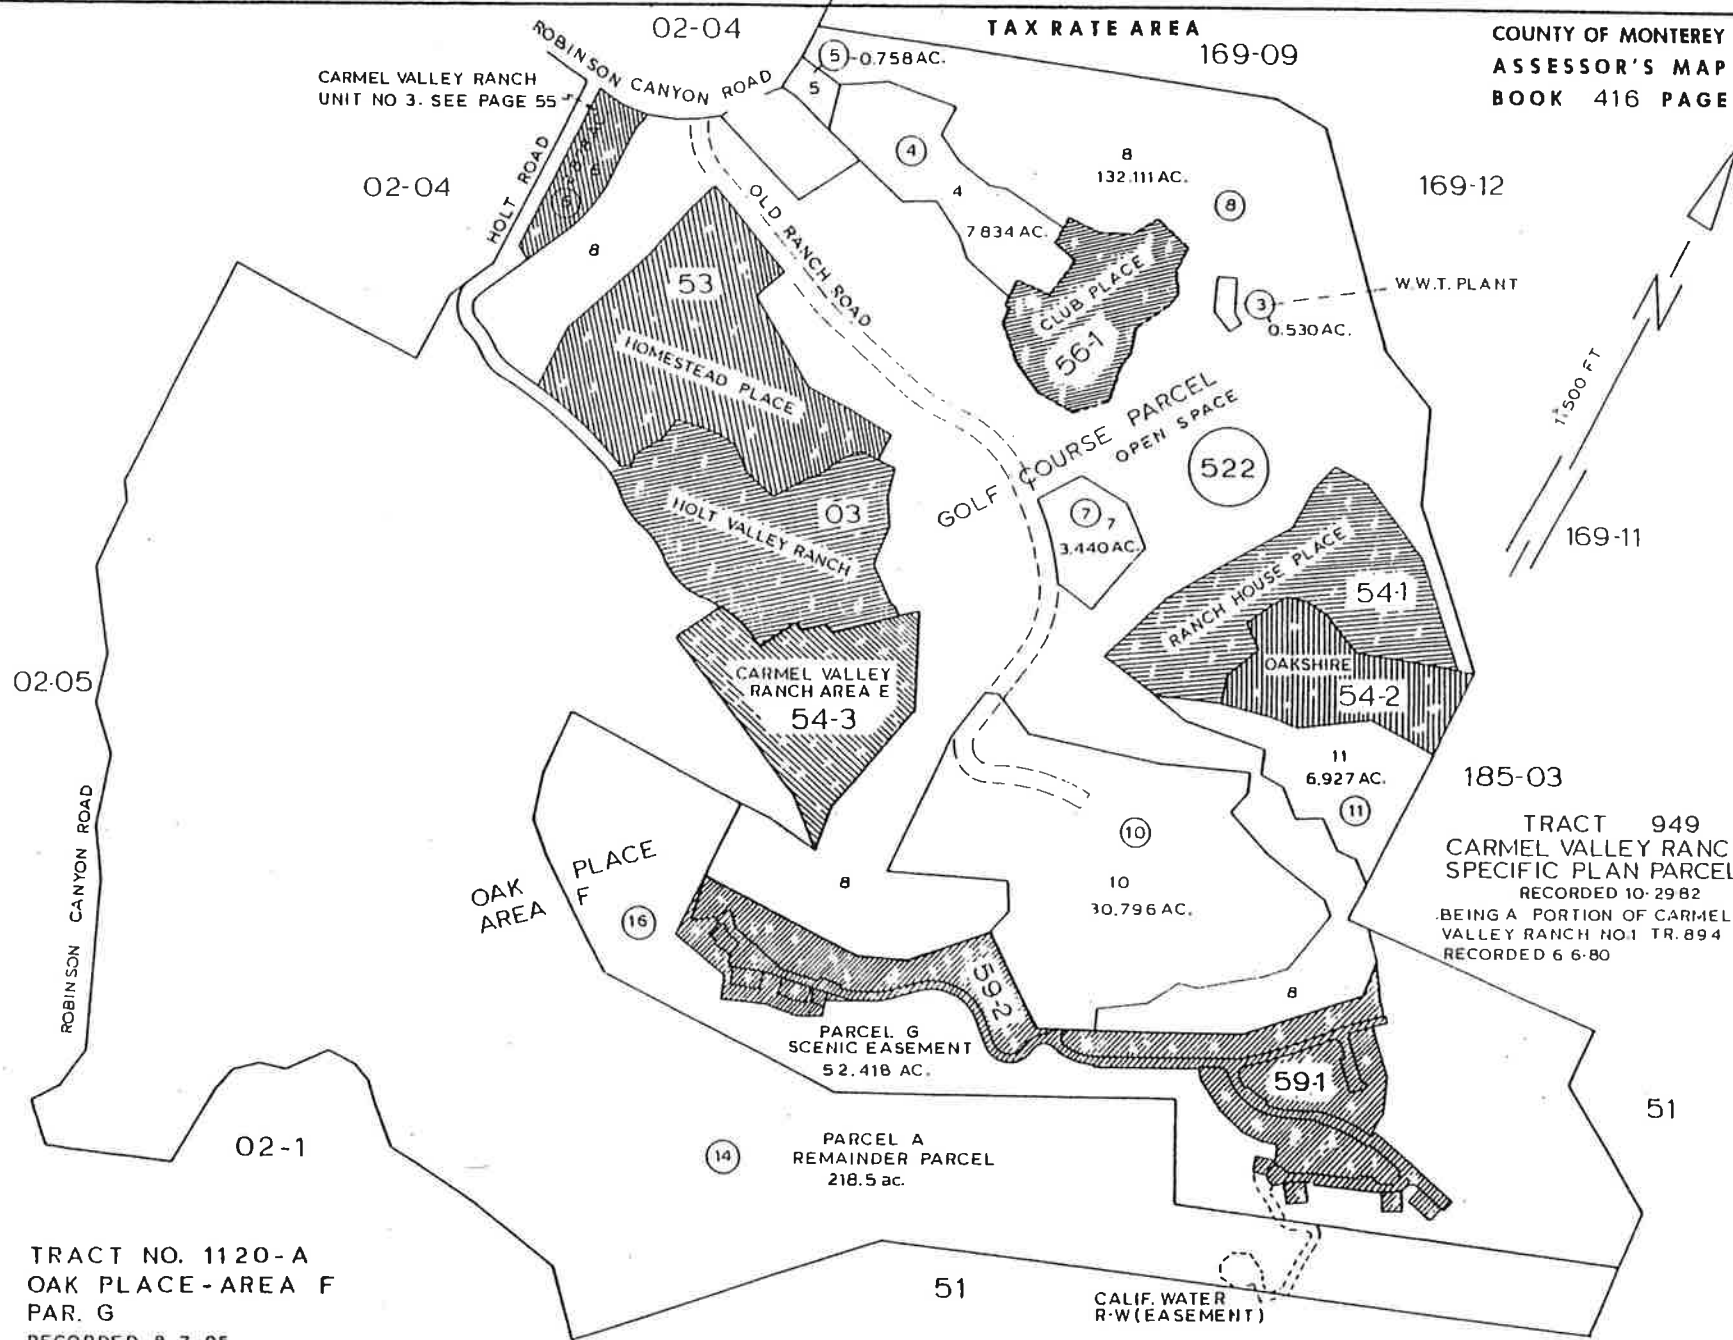 02-04
TAX RATE AREA
169-09
COUNTY OF MONTEREY
ASSESSOR'S MAP
BOOK 416 PAGE
ROBINSON CANYON ROAD
5 -0.758 AC.
5
CARMEL VALLEY RANCH
UNIT NO 3. SEE PAGE 55
HOLT ROAD
02-04
4
4
7 834 AC.
8
132.111 AC.
8
169-12
OLD RANCH ROAD
8
53
HOMESTEAD PLACE
CLUB PLACE
56-1
W.W.T. PLANT
3
0.530 AC.
1"=500 FT
N
GOLF COURSE PARCEL
OPEN SPACE
522
HOLT VALLEY RANCH
03
7
7
3.440 AC.
169-11
RANCH HOUSE PLACE
54-1
OAKSHIRE
54-2
02-05
CARMEL VALLEY
RANCH AREA E
54-3
11
6.927 AC.
11
185-03
TRACT 949
CARMEL VALLEY RANC
SPECIFIC PLAN PARCEL
RECORDED 10-29 82
BEING A PORTION OF CARMEL
VALLEY RANCH NO.1 TR. 894
RECORDED 6 6-80
ROBINSON CANYON ROAD
OAK PLACE
AREA F
16
8
10
10
30.796 AC.
59-2
8
PARCEL G
SCENIC EASEMENT
52.418 AC.
59-1
51
02-1
14
PARCEL A
REMAINDER PARCEL
218.5 ac.
TRACT NO. 1120-A
OAK PLACE-AREA F
PAR. G
51
CALIF. WATER
R-W (EASEMENT)